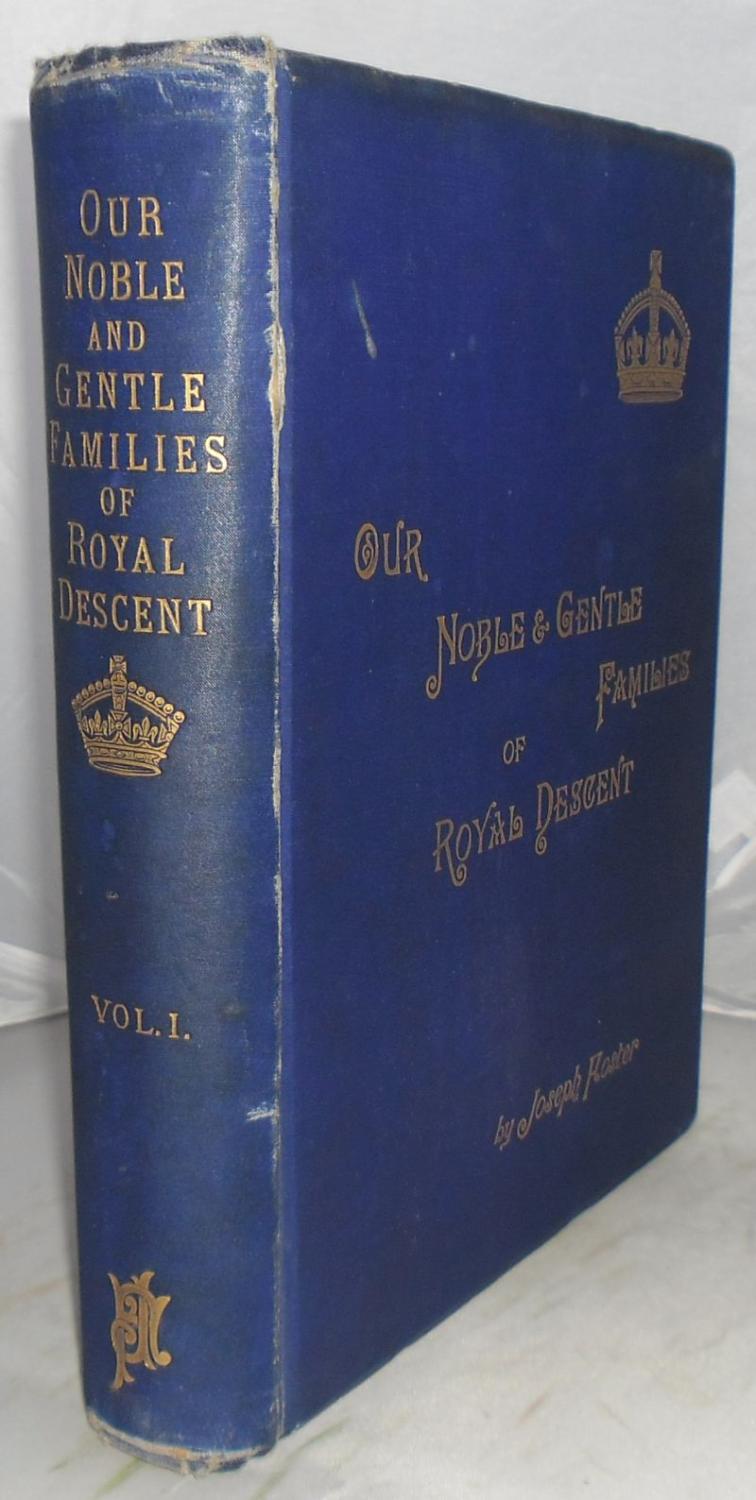 OUR
NOBLE
AND
GENTLE
FAMILIES
OF
ROYAL
DESCENT
VOL. I.
OUR
NOBLE & GENTLE
FAMILIES
OF
ROYAL DESCENT
by Joseph Foster